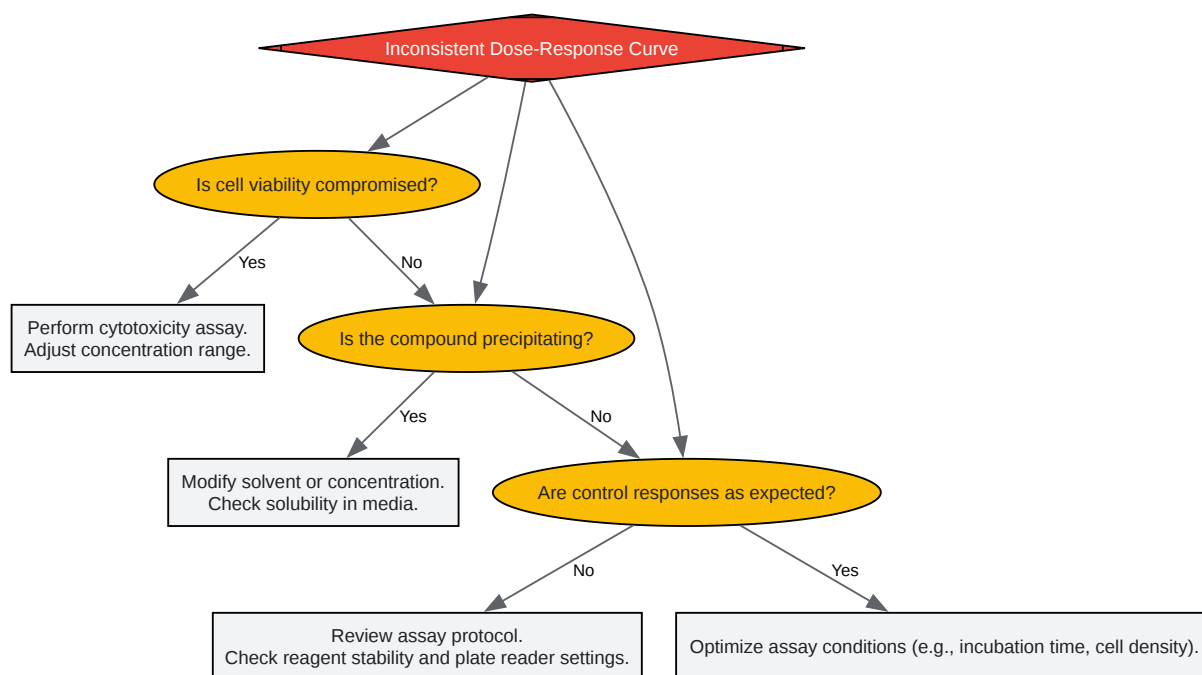 Inconsistent Dose-Response Curve
Is cell viability compromised?
Yes
No
Perform cytotoxicity assay.
Adjust concentration range.
Is the compound precipitating?
Yes
No
Modify solvent or concentration.
Check solubility in media.
Are control responses as expected?
No
Yes
Review assay protocol.
Check reagent stability and plate reader settings.
Optimize assay conditions (e.g., incubation time, cell density).